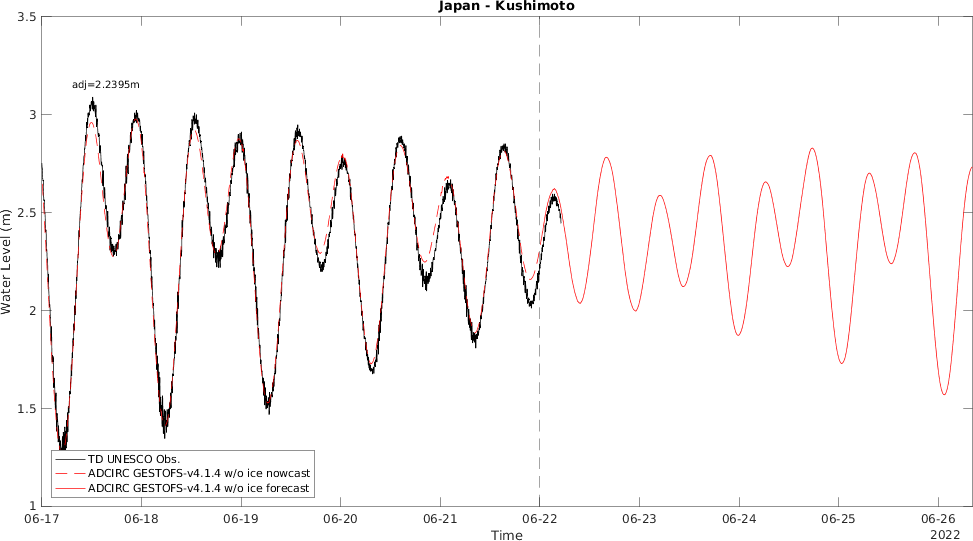 Japan - Kushimoto
3.5
3
2.5
2
1.5
1
Water Level (m)
adj=2.2395m
TD UNESCO Obs.
ADCIRC GESTOFS-v4.1.4 w/o ice nowcast
ADCIRC GESTOFS-v4.1.4 w/o ice forecast
06-17 06-18 06-19 06-20 06-21 06-22 06-23 06-24 06-25 06-26
2022
Time